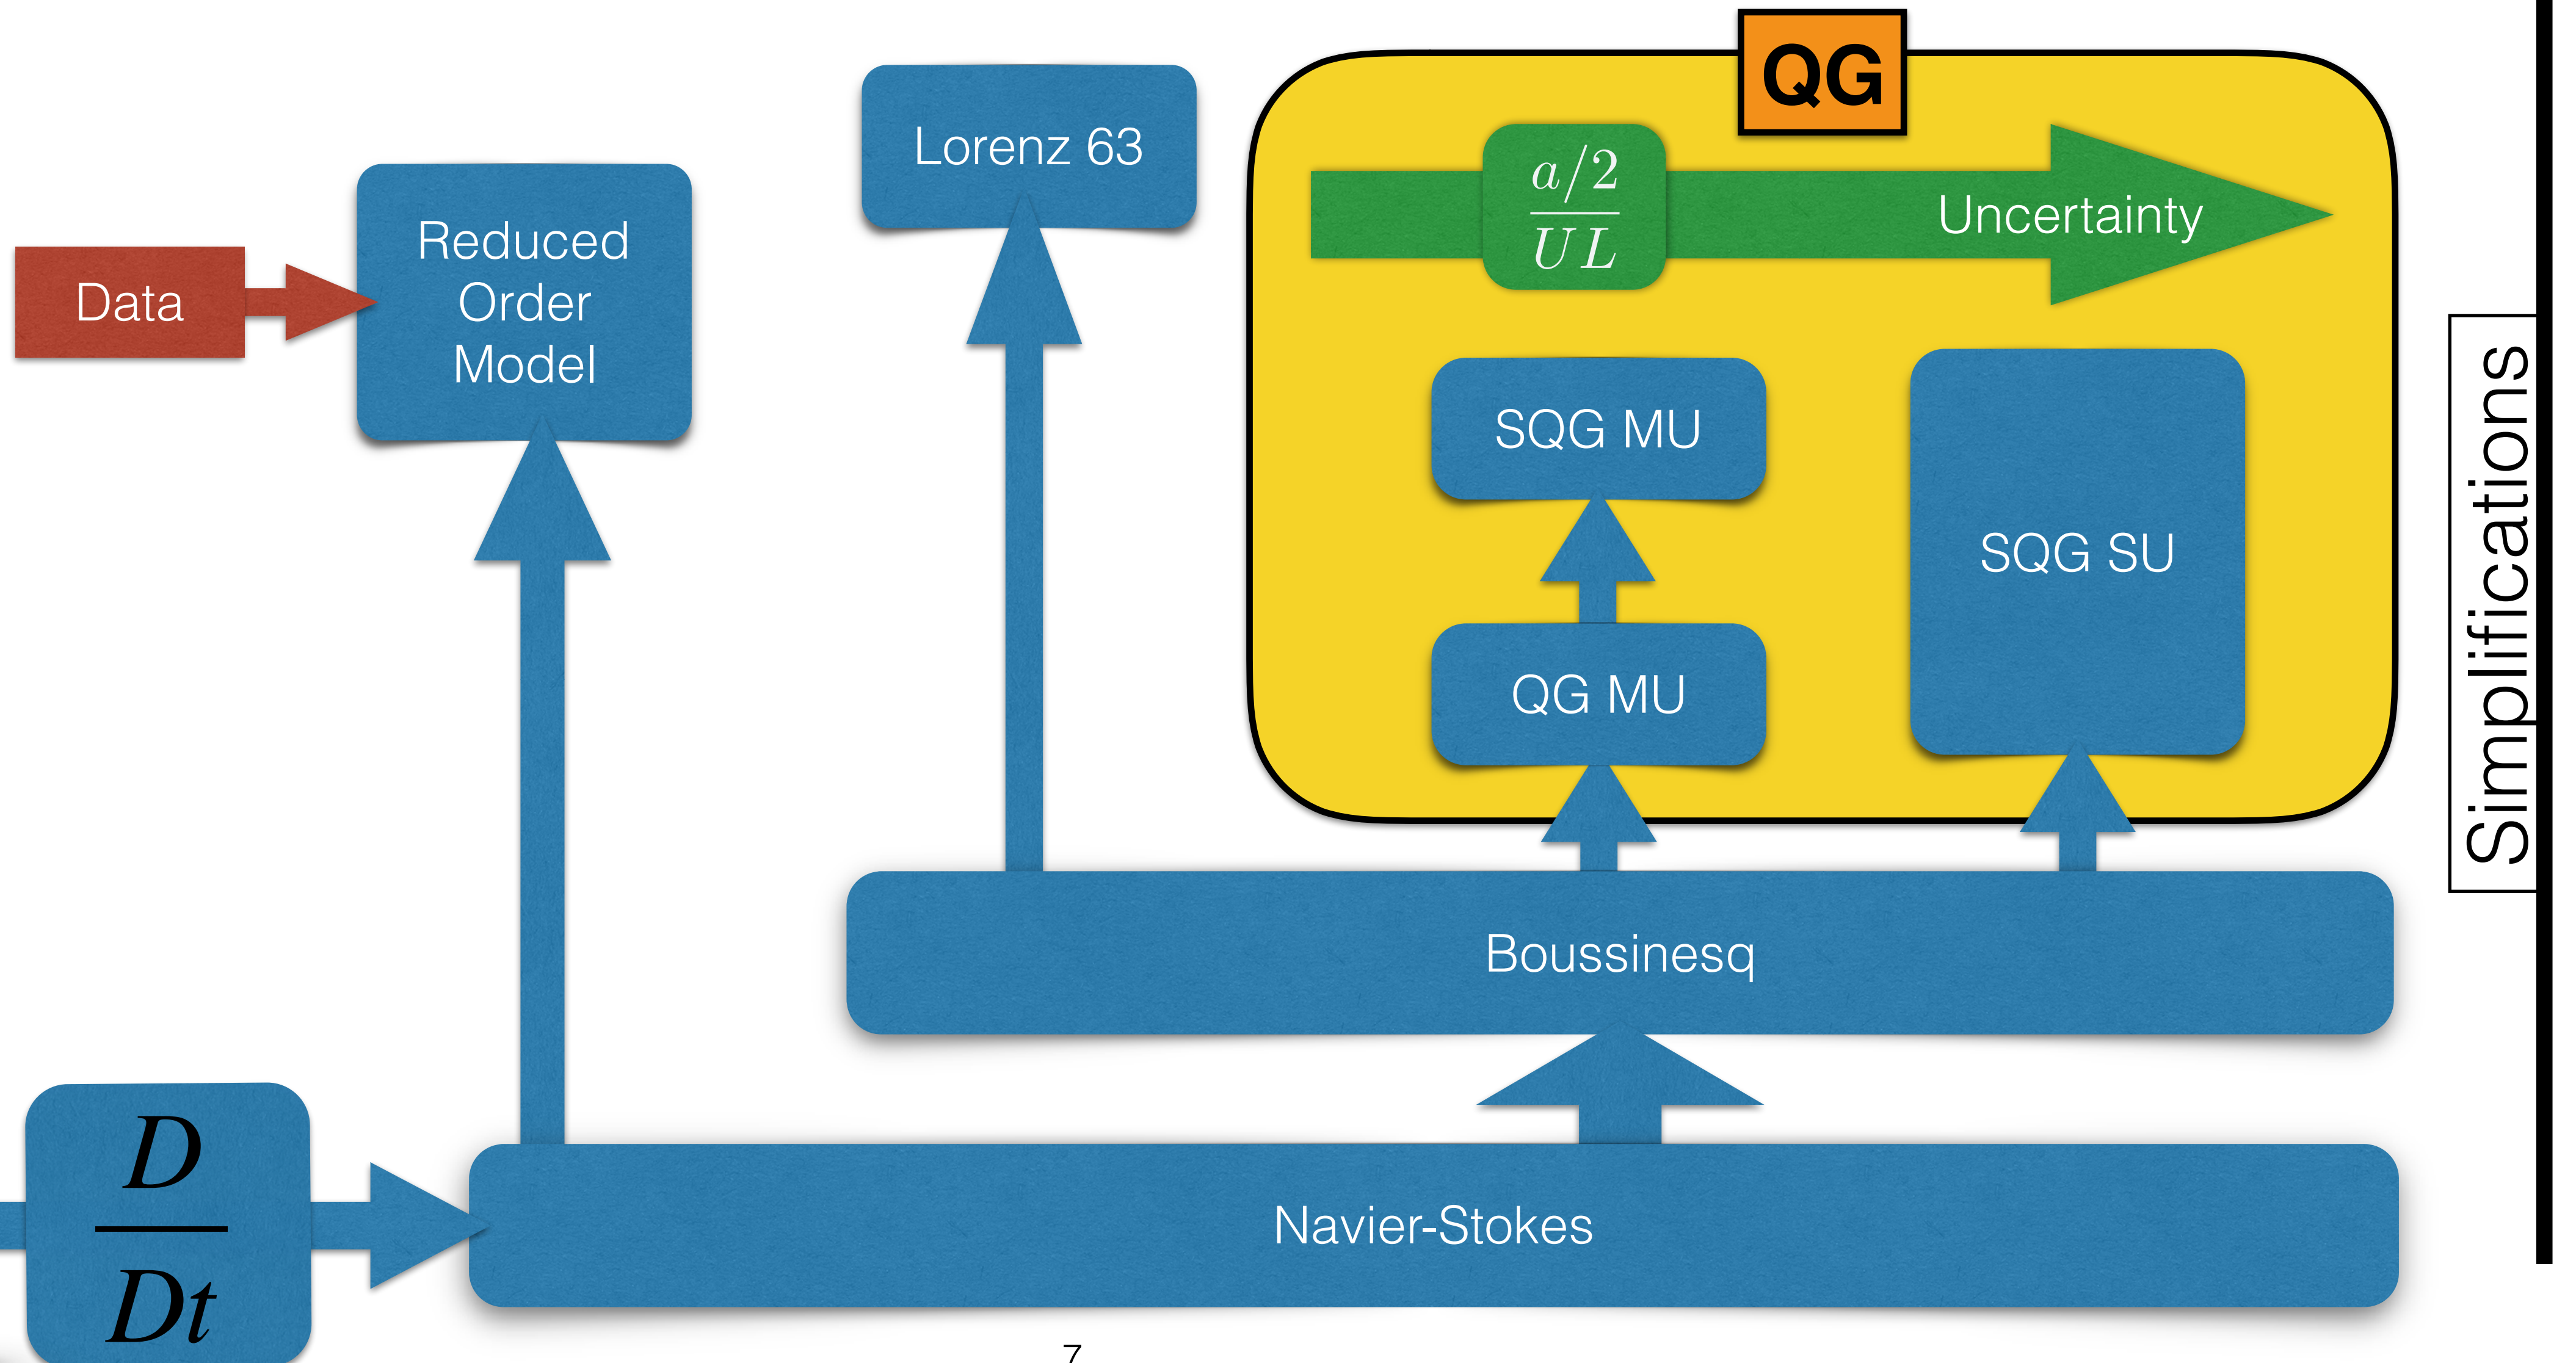 QG
Lorenz 63
a/2
UL
Uncertainty
Reduced
Order
Model
Data
SQG MU
SQG SU
QG MU
Simplifications
Boussinesq
D
Dt
Navier-Stokes
7